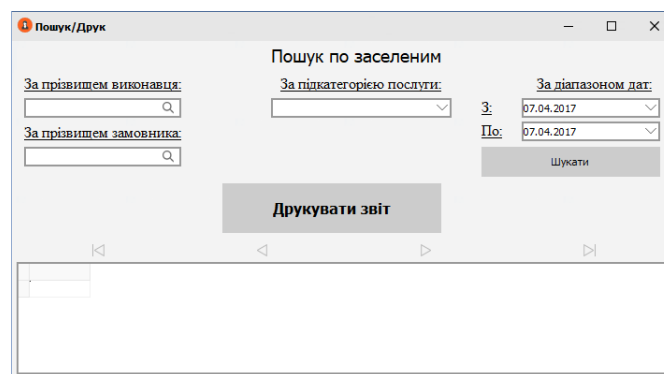 Пошук/Друк
Пошук по заселеним
За прізвищем виконавця:
За підкатегорією послуги:
За діапазоном дат:
З:
07.04.2017
За прізвищем замовника:
По:
07.04.2017
Шукати
Друкувати звіт